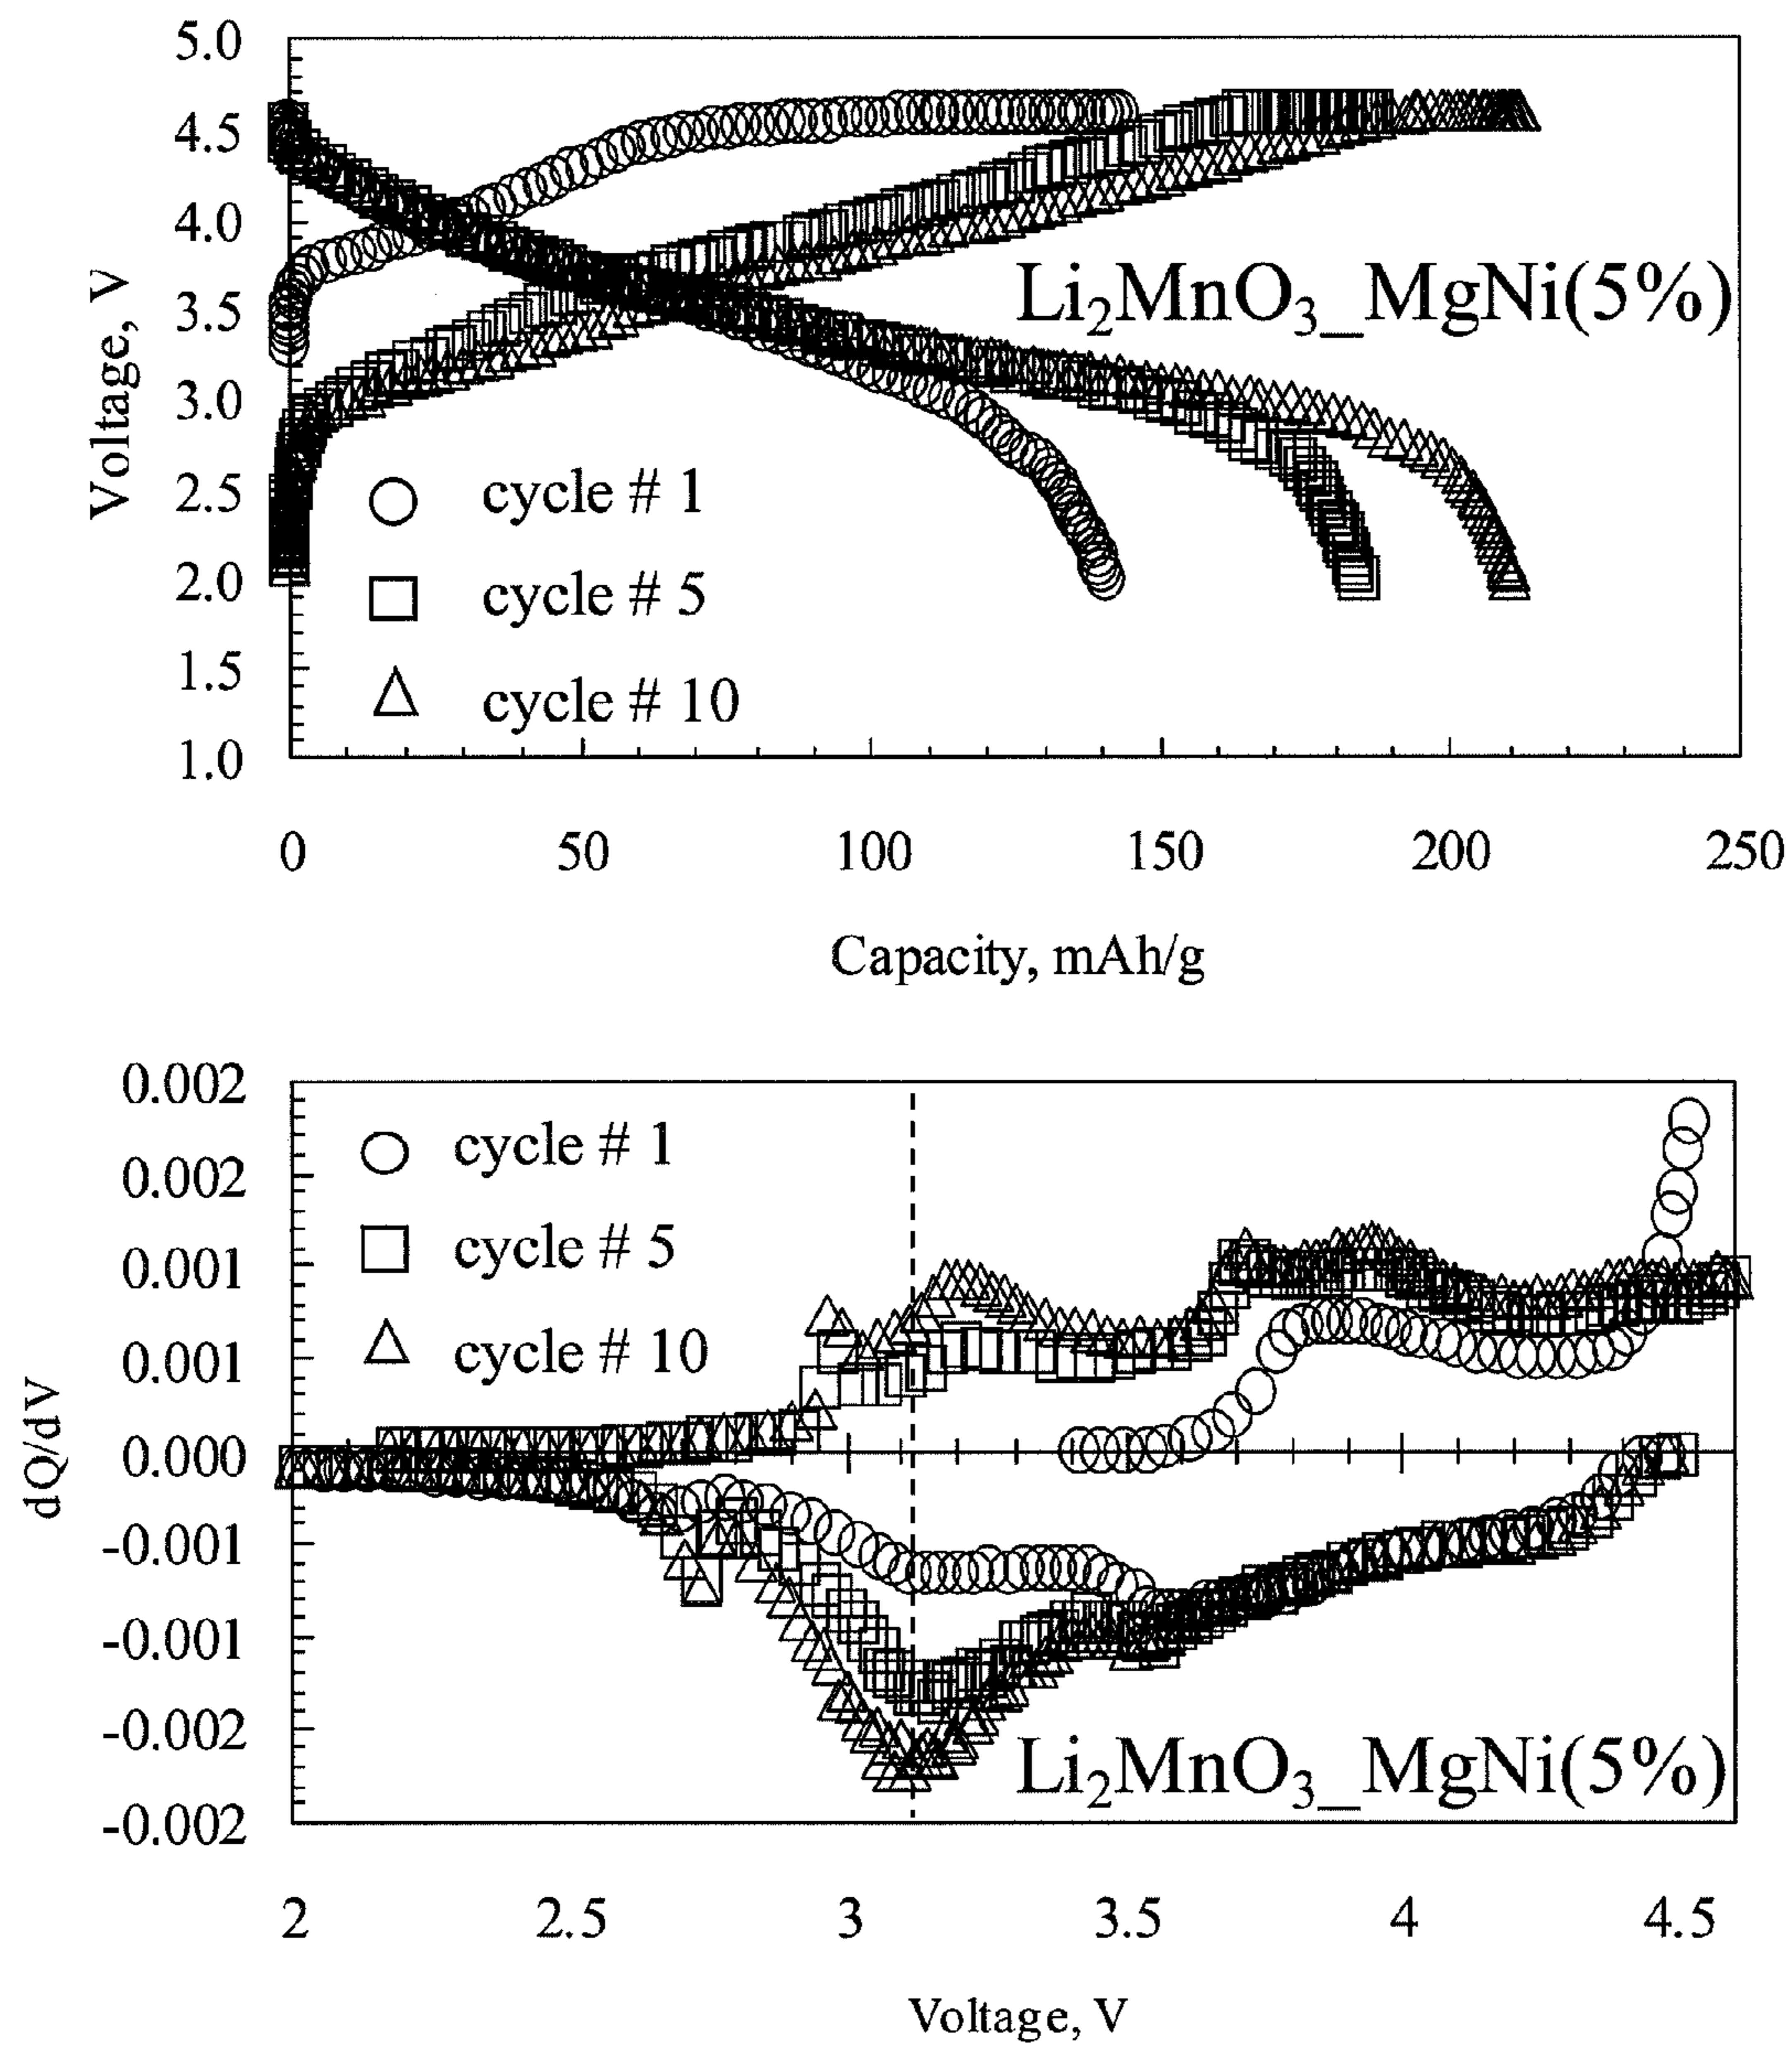 5.0
4.5
4.0
3.5
3.0
2.5
2.0
1.5
1.0
Voltage, V
Li₂MnO₃_MgNi(5%)
cycle # 1
cycle # 5
cycle # 10
0 50 100 150 200 250
Capacity, mAh/g
0.002
0.002
0.001
0.001
0.000
-0.001
-0.001
-0.002
-0.002
dQ/dV
cycle # 1
cycle # 5
cycle # 10
Li₂MnO₃_MgNi(5%)
2 2.5 3 3.5 4 4.5
Voltage, V